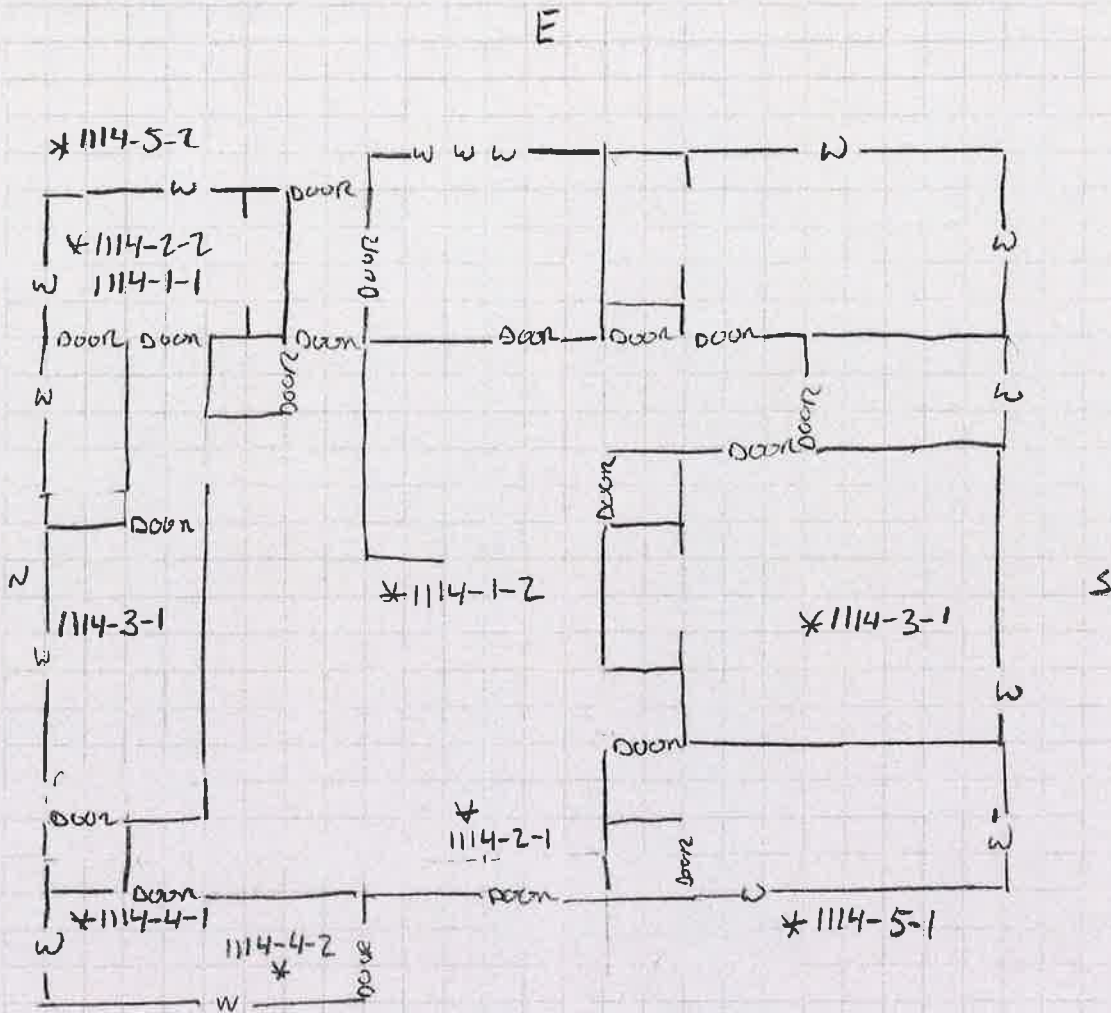 E
* 1114-5-2
W W W
W
W
DOOR
* 1114-2-2
1114-1-1
DOOR
W
W
DOOR DOOR DOOR DOOR DOOR DOOR
DOOR
DOOR
W
W
DOOR
DOOR
DOOR
N
* 1114-1-2
S
1114-3-1
* 1114-3-1
W
W
DOOR
DOOR
*
1114-2-1
W
DOOR
DOOR
DOOR
W
* 1114-4-1
* 1114-5-1
W
1114-4-2
*
DOOR
W